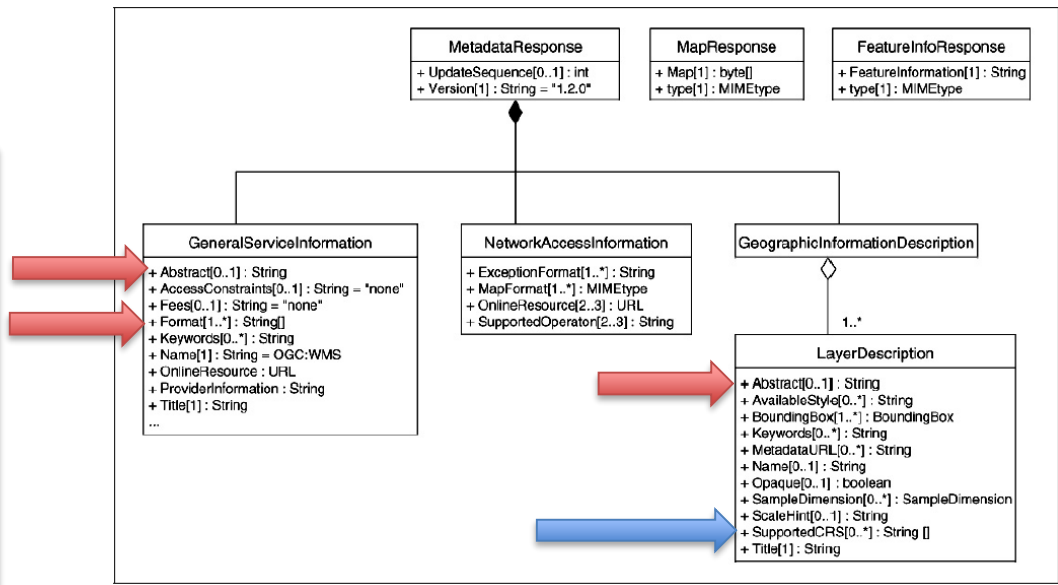 MetadataResponse
+ UpdateSequence[0..1] : int
+ Version[1] : String = "1.2.0"
MapResponse
+ Map[1] : byte[]
+ type[1] : MIMEtype
FeatureInfoResponse
+ FeatureInformation[1] : String
+ type[1] : MIMEtype
GeneralServiceInformation
+ Abstract[0..1] : String
+ AccessConstraints[0..1] : String = "none"
+ Fees[0..1] : String = "none"
+ Format[1..*] : String[]
+ Keywords[0..*] : String
+ Name[1] : String = OGC:WMS
+ OnlineResource : URL
+ ProviderInformation : String
+ Title[1] : String
...
NetworkAccessInformation
+ ExceptionFormat[1..*] : String
+ MapFormat[1..*] : MIMEtype
+ OnlineResource[2..3] : URL
+ SupportedOperaton[2..3] : String
GeographicInformationDescription
1..*
LayerDescription
+ Abstract[0..1] : String
+ AvailableStyle[0..*] : String
+ BoundingBox[1..*] : BoundingBox
+ Keywords[0..*] : String
+ MetadataURL[0..*] : String
+ Name[0..1] : String
+ Opaque[0..1] : boolean
+ SampleDimension[0..*] : SampleDimension
+ ScaleHint[0..1] : String
+ SupportedCRS[0..*] : String []
+ Title[1] : String